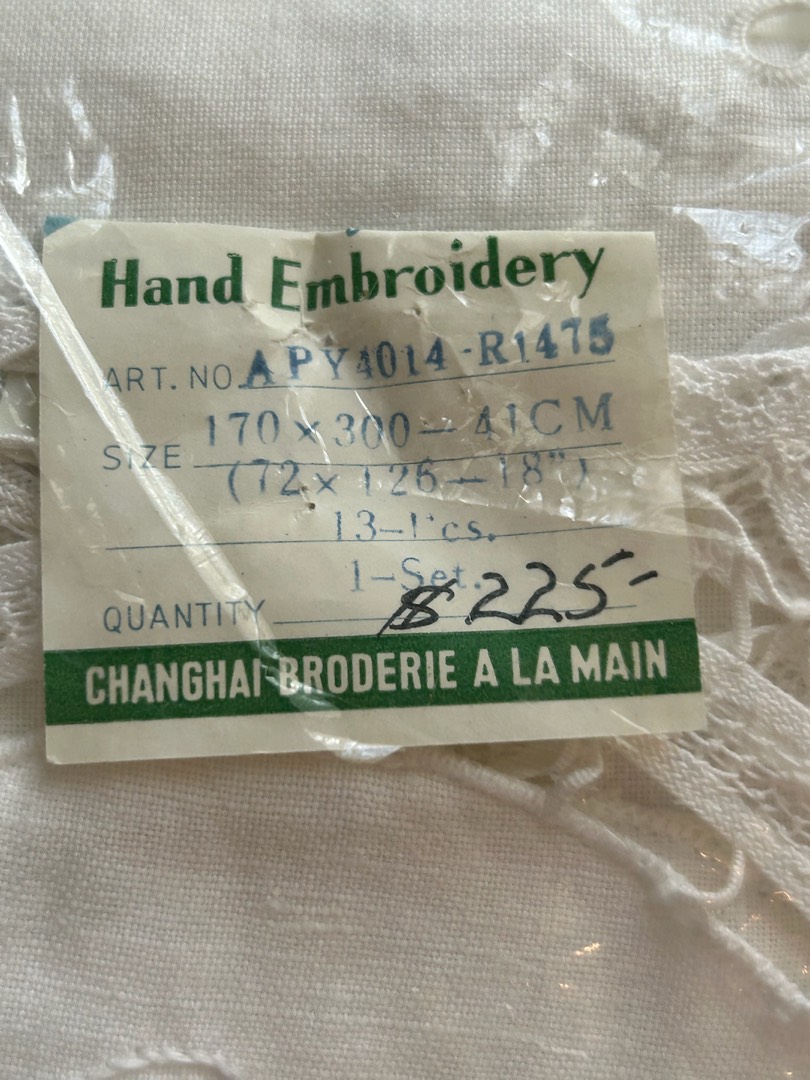 Hand Embroidery
ART. NO. APY4014-R1475
SIZE 170 × 300 — 41CM
(72 × 126 — 18")
13-Pcs.
1-Set.
QUANTITY $225-
CHANGHAI BRODERIE A LA MAIN